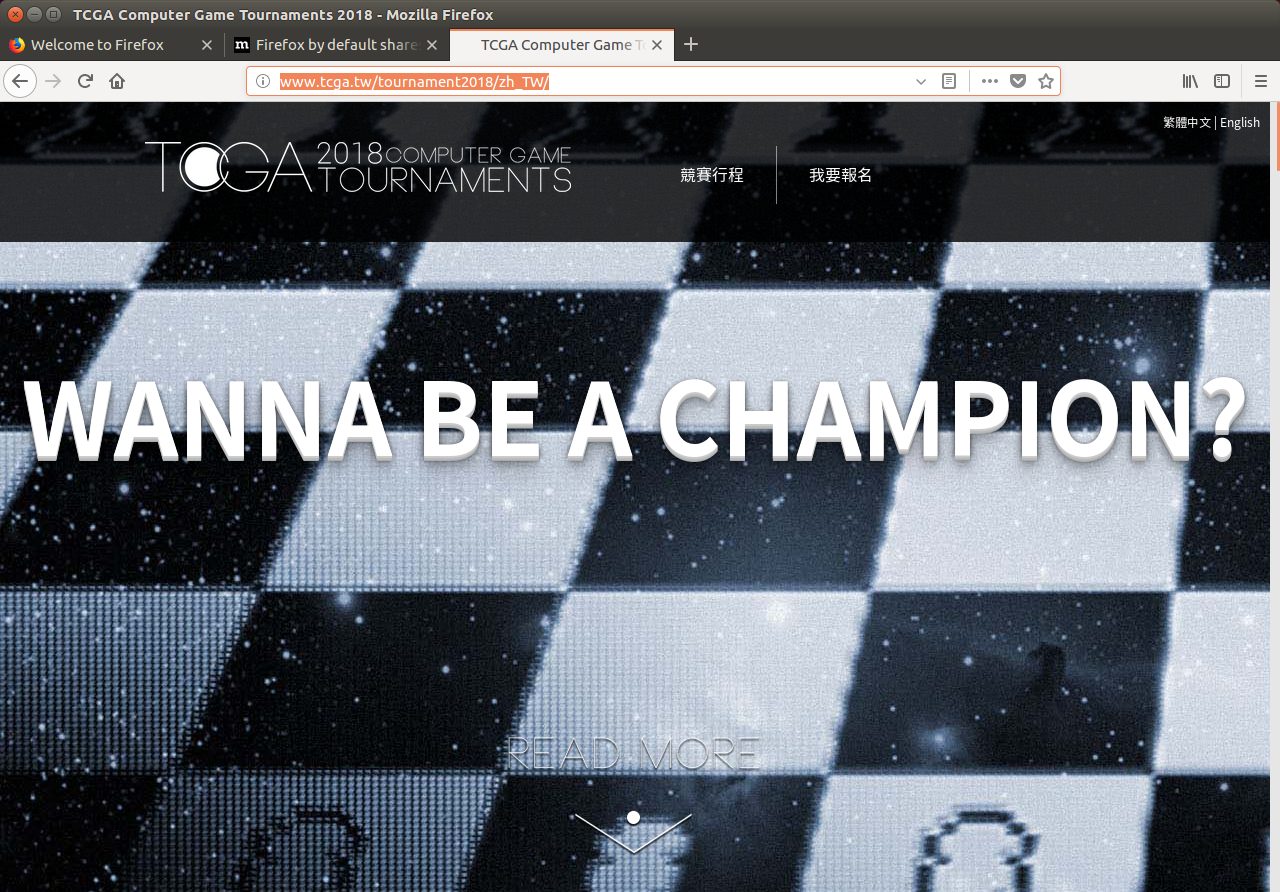 TCGA Computer Game Tournaments 2018 - Mozilla Firefox
Welcome to Firefox
Firefox by default share
TCGA Computer Game T
www.tcga.tw/tournament2018/zh_TW/
繁體中文 | English
TCGA 2018 COMPUTER GAME
TOURNAMENTS
競賽行程
我要報名
WANNA BE A CHAMPION?
READ MORE